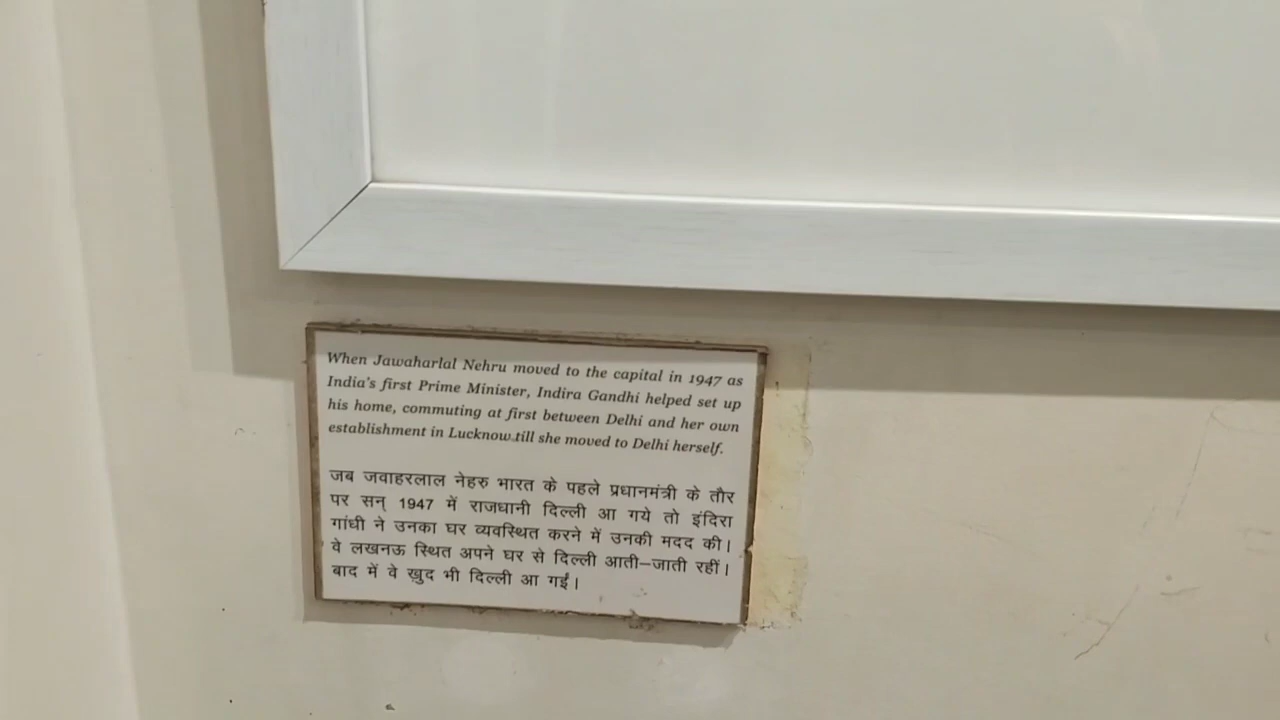 When Jawaharlal Nehru moved to the capital in 1947 as
India's first Prime Minister, Indira Gandhi helped set up
his home, commuting at first between Delhi and her own
establishment in Lucknow till she moved to Delhi herself.
जब जवाहरलाल नेहरु भारत के पहले प्रधानमंत्री के तौर
पर सन् 1947 में राजधानी दिल्ली आ गये तो इंदिरा
गांधी ने उनका घर व्यवस्थित करने में उनकी मदद की।
वे लखनऊ स्थित अपने घर से दिल्ली आती–जाती रहीं।
बाद में वे ख़ुद भी दिल्ली आ गईं।